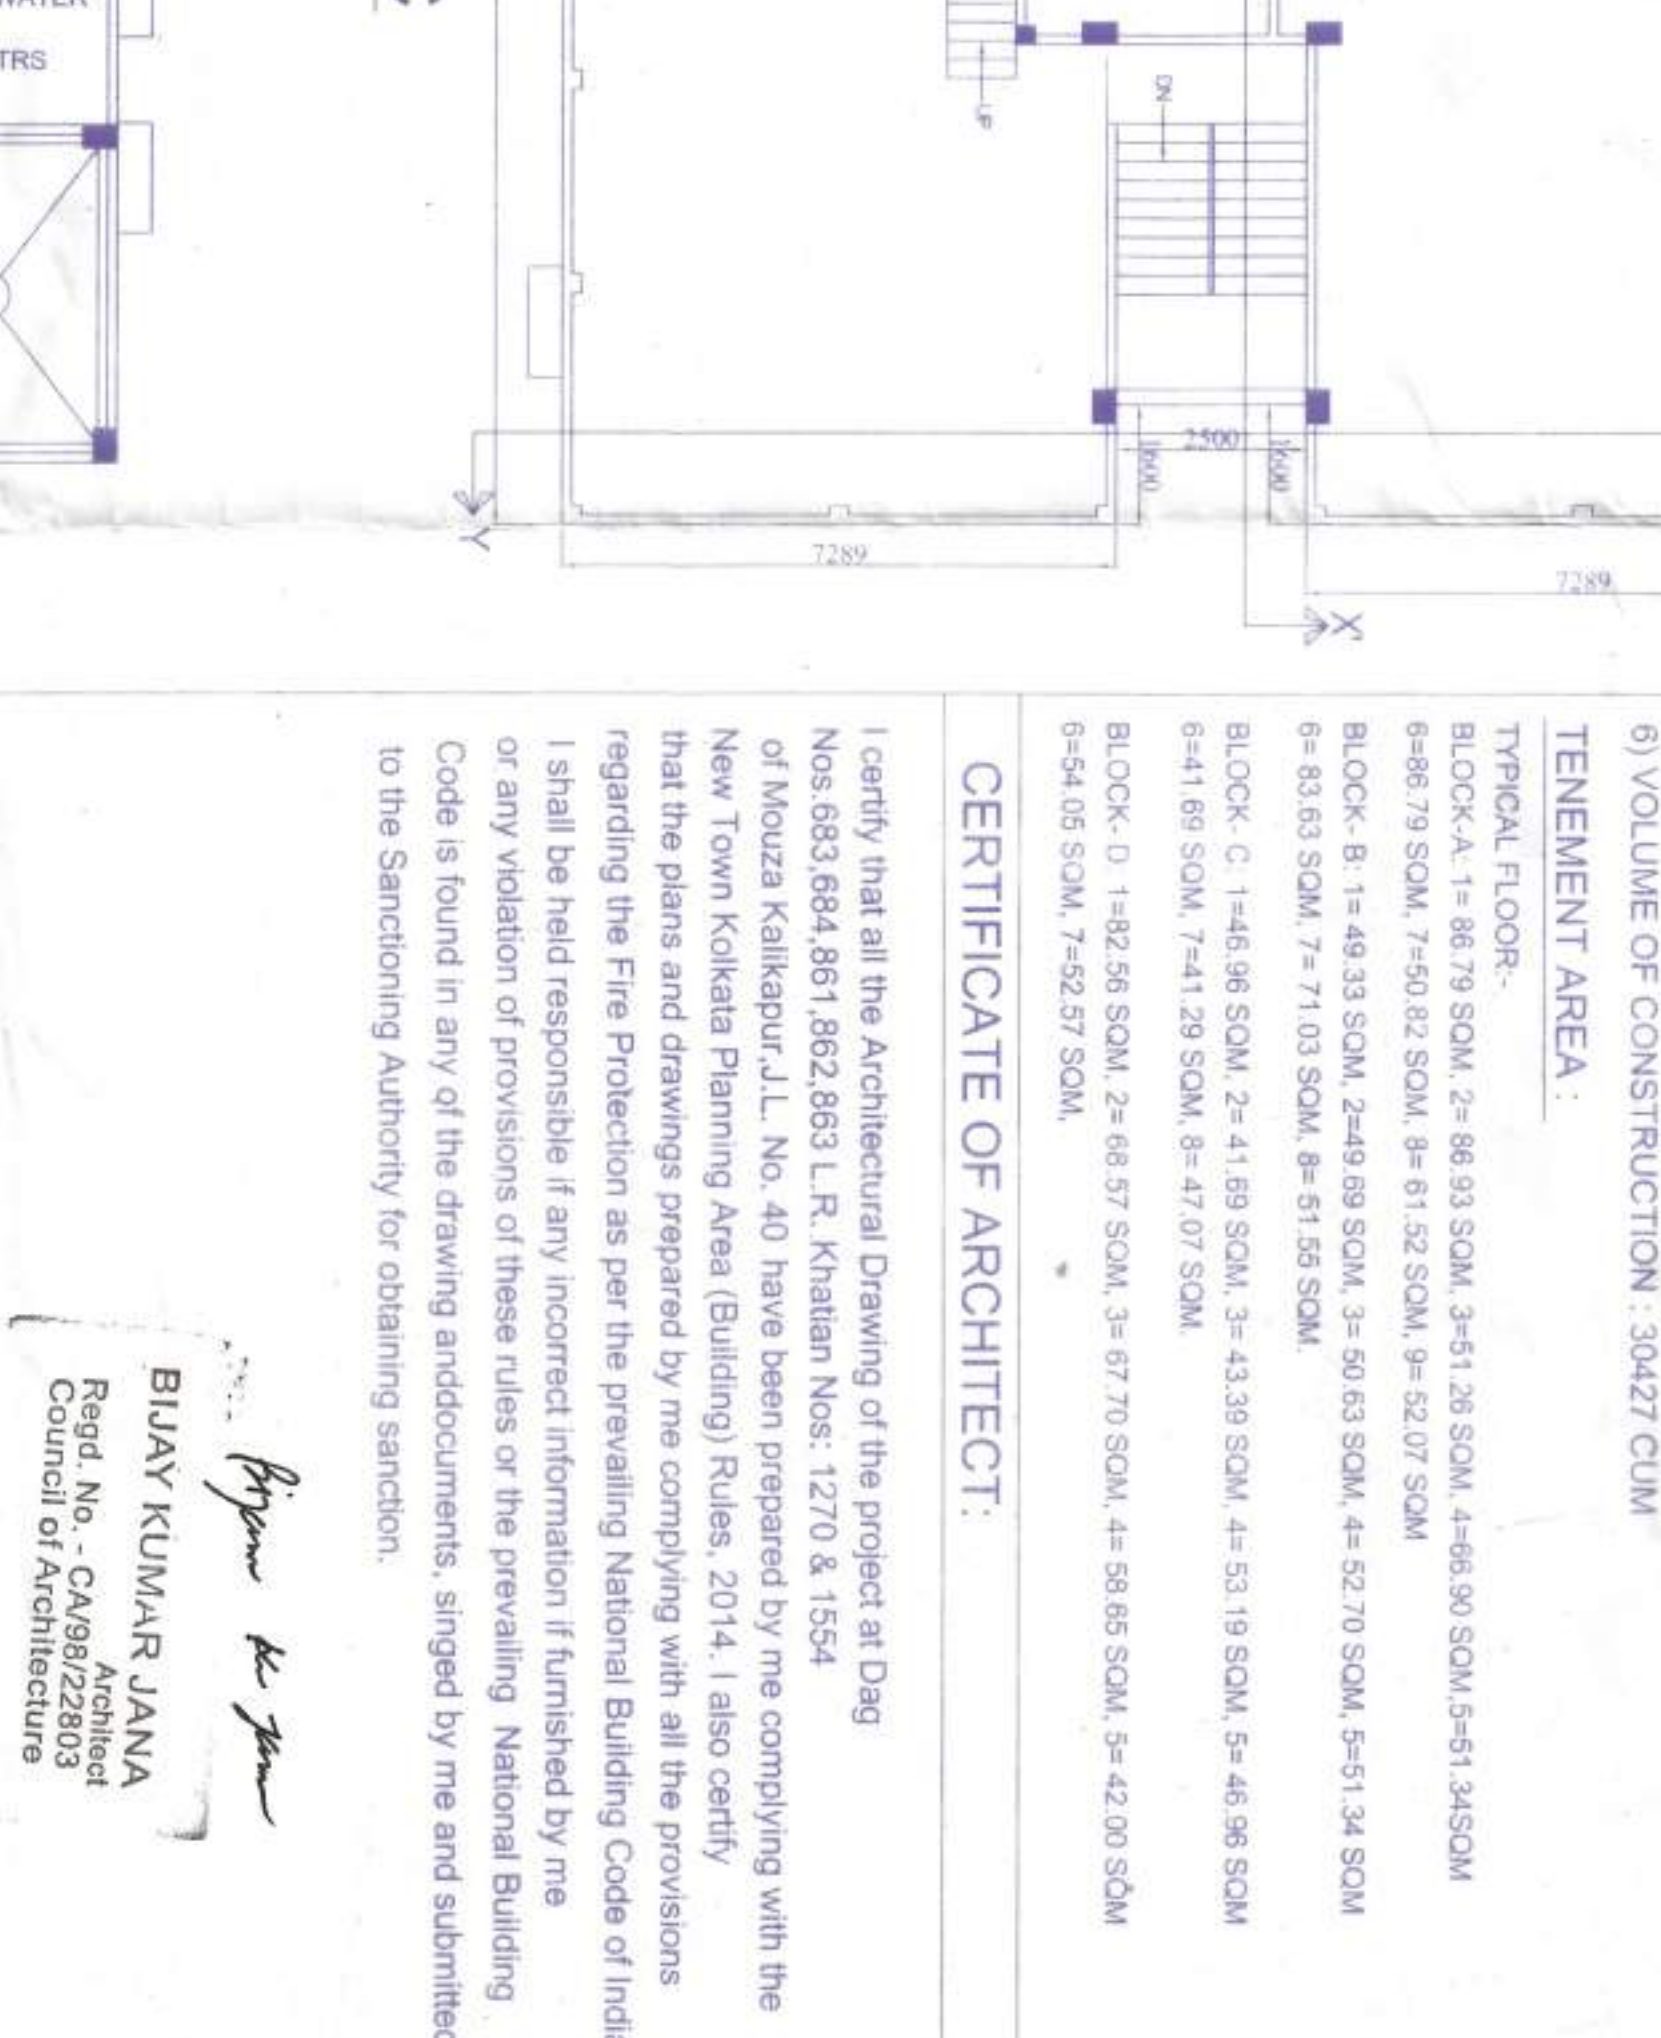 6) VOLUME OF CONSTRUCTION : 30427 CUM
TENEMENT AREA :
TYPICAL FLOOR:-
BLOCK-A: 1= 86.79 SQM, 2= 86.93 SQM, 3=51.26 SQM, 4=66.90 SQM,5=51.34SQM
6=86.79 SQM, 7=50.82 SQM, 8= 61.52 SQM, 9= 52.07 SQM
BLOCK- B: 1= 49.33 SQM, 2=49.69 SQM, 3= 50.63 SQM, 4= 52.70 SQM, 5=51.34 SQM
6= 83.63 SQM, 7= 71.03 SQM, 8= 51.55 SQM.
BLOCK- C: 1=46.96 SQM, 2= 41.69 SQM, 3= 43.39 SQM, 4= 53.19 SQM, 5= 46.96 SQM
6=41.69 SQM, 7=41.29 SQM, 8= 47.07 SQM.
BLOCK- D: 1=82.56 SQM, 2= 68.57 SQM, 3= 67.70 SQM, 4= 58.65 SQM, 5= 42.00 SQM
6=54.05 SQM, 7=52.57 SQM,
CERTIFICATE OF ARCHITECT:
I certify that all the Architectural Drawing of the project at Dag
Nos.683,684,861,862,863 L.R. Khatian Nos: 1270 & 1554
of Mouza Kalikapur,J.L. No. 40 have been prepared by me complying with the
New Town Kolkata Planning Area (Building) Rules, 2014. I also certify
that the plans and drawings prepared by me complying with all the provisions
regarding the Fire Protection as per the prevailing National Building Code of India
I shall be held responsible if any incorrect information if furnished by me
or any violation of provisions of these rules or the prevailing National Building
Code is found in any of the drawing anddocuments, singed by me and submitted
to the Sanctioning Authority for obtaining sanction.
BIJAY KUMAR JANA
Architect
Regd. No. - CA/98/22803
Council of Architecture
UP
DN
2500
1600
1600
7289
7289
X'
Y
TRS